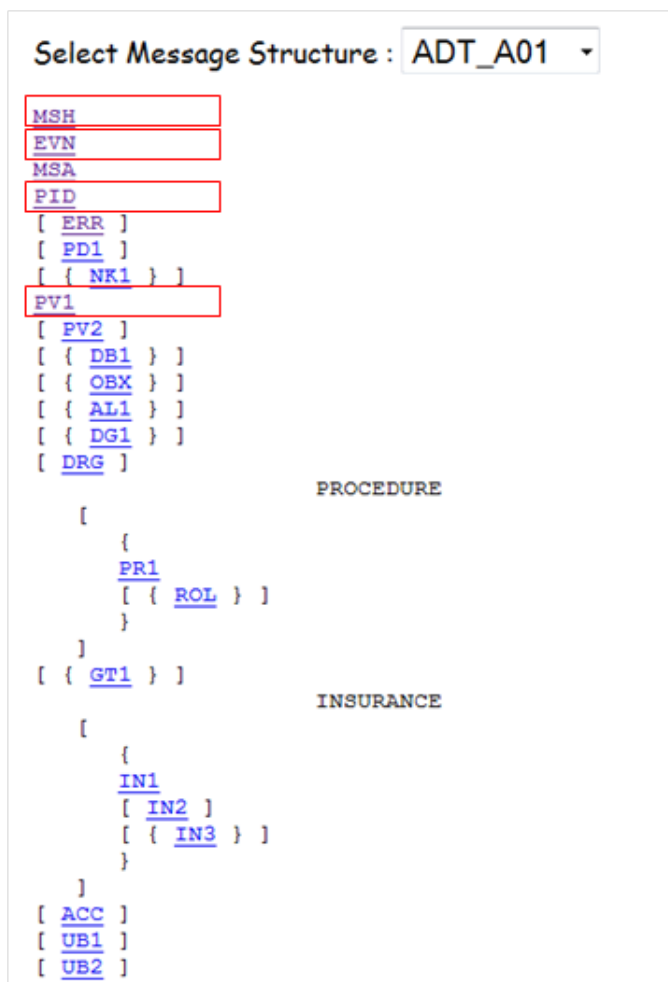 Select Message Structure : ADT_A01
MSH
EVN
MSA
PID
[ ERR ]
[ PD1 ]
[ { NK1 } ]
PV1
[ PV2 ]
[ { DB1 } ]
[ { OBX } ]
[ { AL1 } ]
[ { DG1 } ]
[ DRG ]
PROCEDURE
[
{
PR1
[ { ROL } ]
}
]
[ { GT1 } ]
INSURANCE
[
{
IN1
[ IN2 ]
[ { IN3 } ]
}
]
[ ACC ]
[ UB1 ]
[ UB2 ]